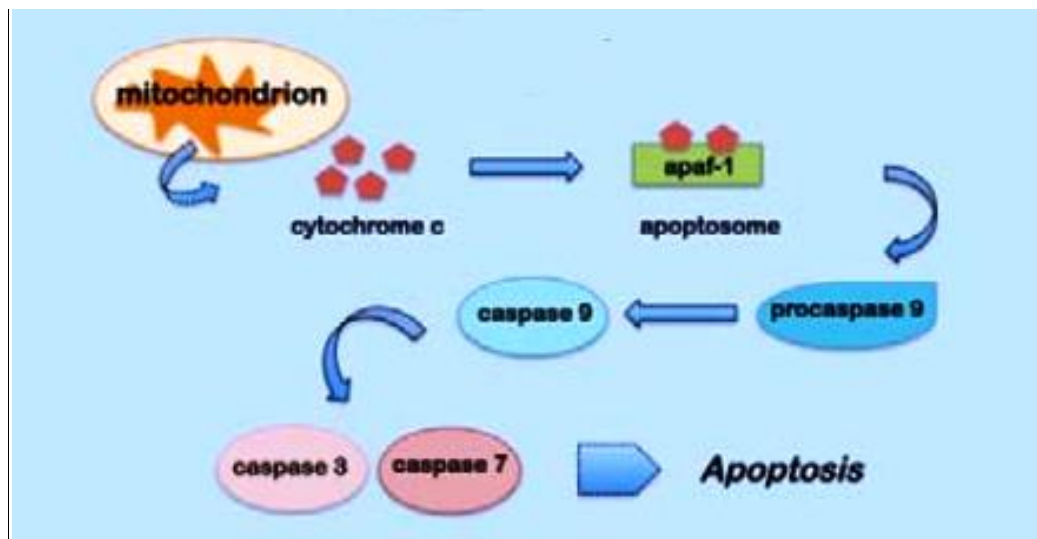 mitochondrion
cytochrome c
apaf-1
apoptosome
procaspase 9
caspase 9
caspase 3
caspase 7
Apoptosis